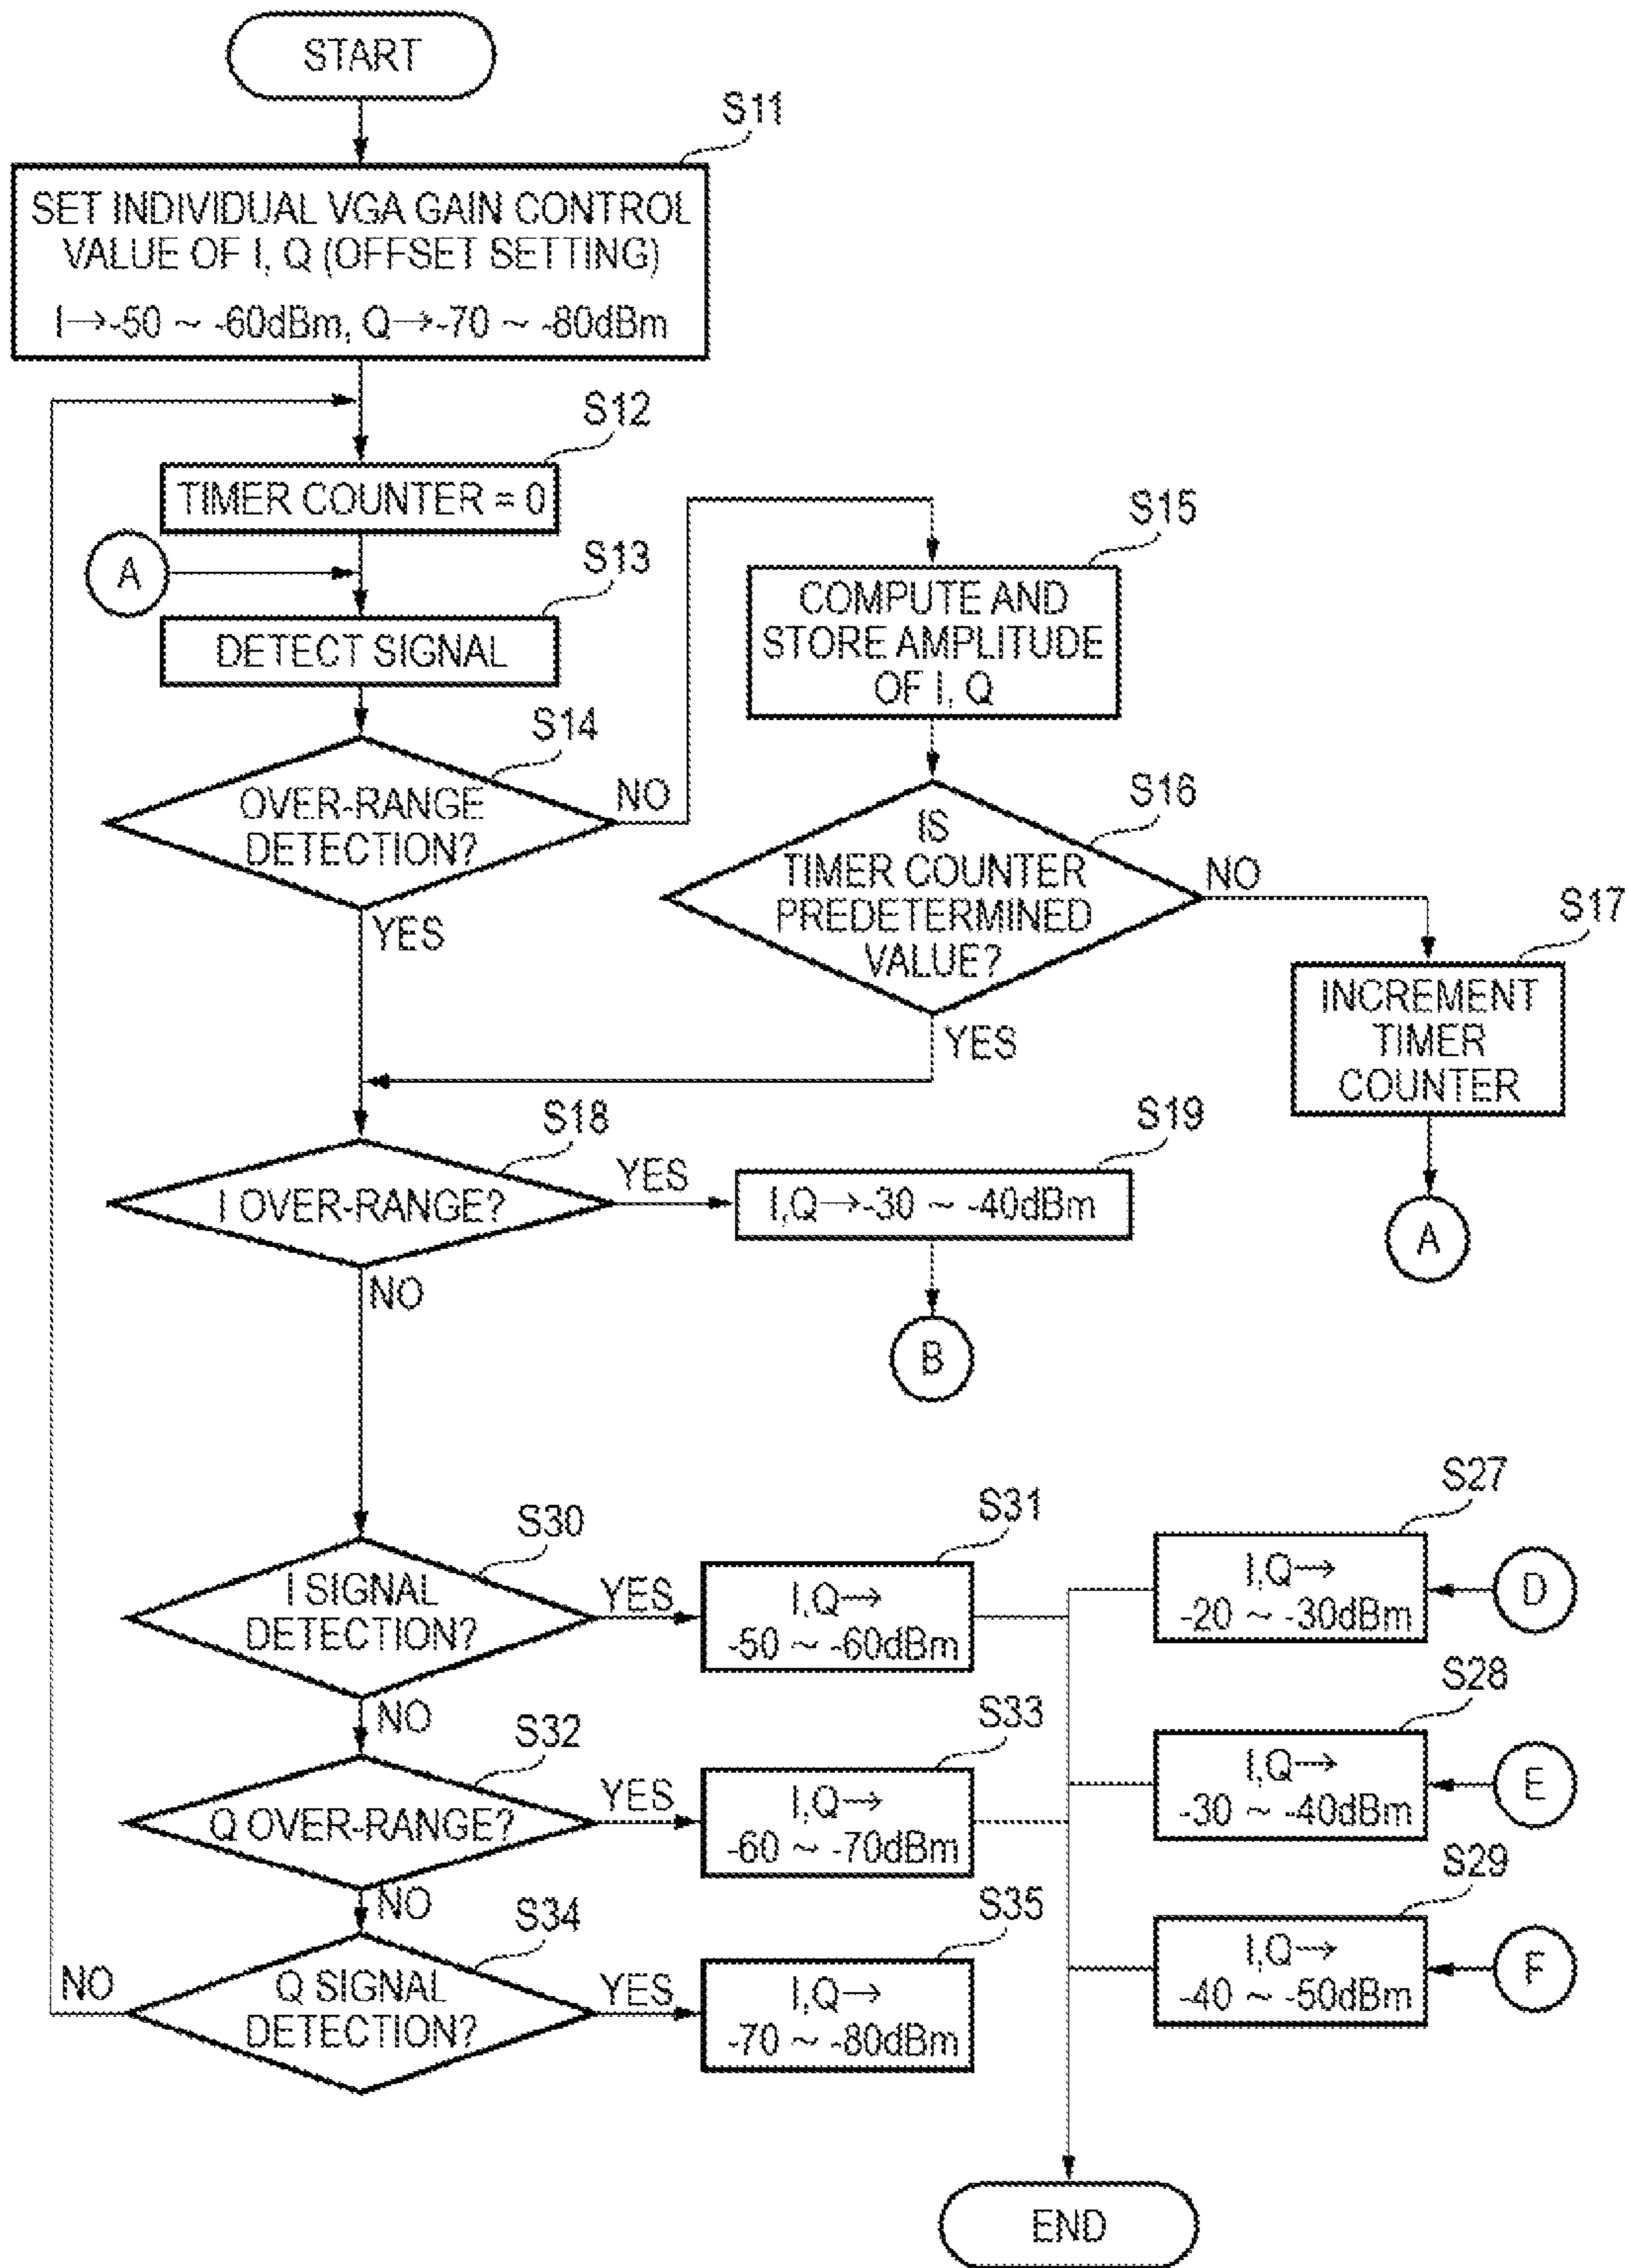 START
S11
SET INDIVIDUAL VGA GAIN CONTROL
VALUE OF I, Q (OFFSET SETTING)
I→-50 ~ -60dBm, Q→-70 ~ -80dBm
S12
TIMER COUNTER = 0
A
S13
DETECT SIGNAL
S14
OVER-RANGE
DETECTION?
NO
YES
S15
COMPUTE AND
STORE AMPLITUDE
OF I, Q
S16
IS
TIMER COUNTER
PREDETERMINED
VALUE?
NO
YES
S17
INCREMENT
TIMER
COUNTER
A
S18
I OVER-RANGE?
YES
NO
S19
I,Q→-30 ~ -40dBm
B
S30
I SIGNAL
DETECTION?
YES
NO
S31
I,Q→
-50 ~ -60dBm
S27
I,Q→
-20 ~ -30dBm
D
S32
Q OVER-RANGE?
YES
NO
S33
I,Q→
-60 ~ -70dBm
S28
I,Q→
-30 ~ -40dBm
E
S34
Q SIGNAL
DETECTION?
NO
YES
S35
I,Q→
-70 ~ -80dBm
S29
I,Q→
-40 ~ -50dBm
F
END